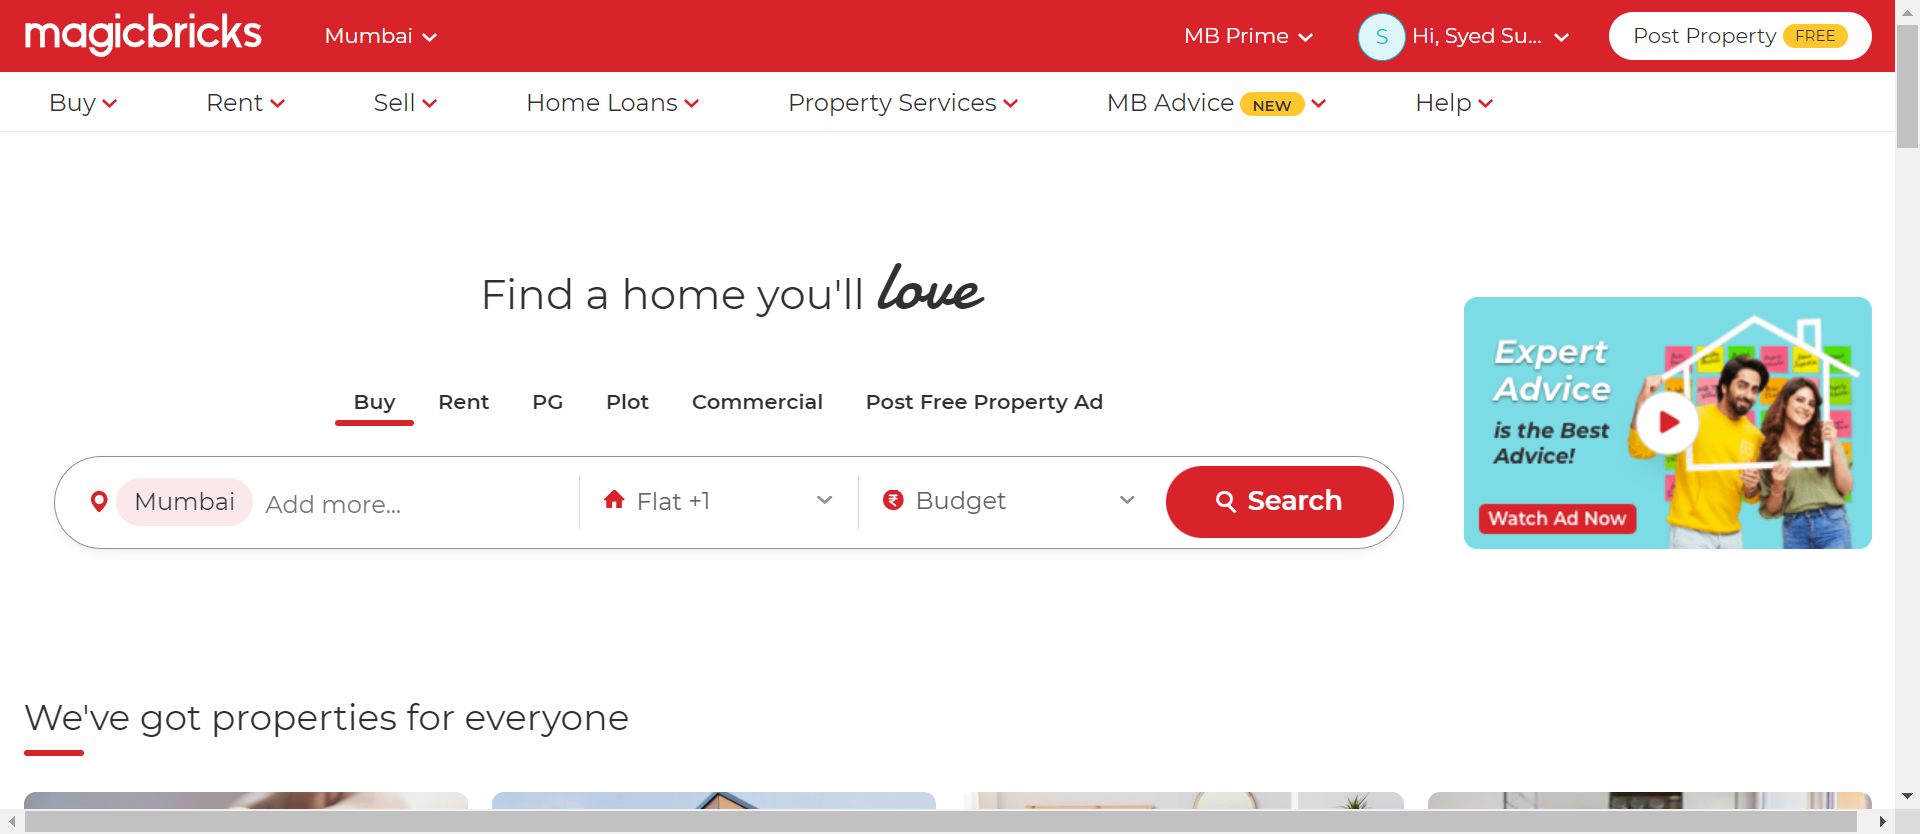 magicbricks
Mumbai
MB Prime
S
Hi, Syed Su...
Post Property FREE
Buy
Rent
Sell
Home Loans
Property Services
MB Advice NEW
Help
Find a home you'll love
Buy
Rent
PG
Plot
Commercial
Post Free Property Ad
Mumbai
Add more...
Flat +1
Budget
Search
Expert
Advice
is the Best
Advice!
Watch Ad Now
We've got properties for everyone